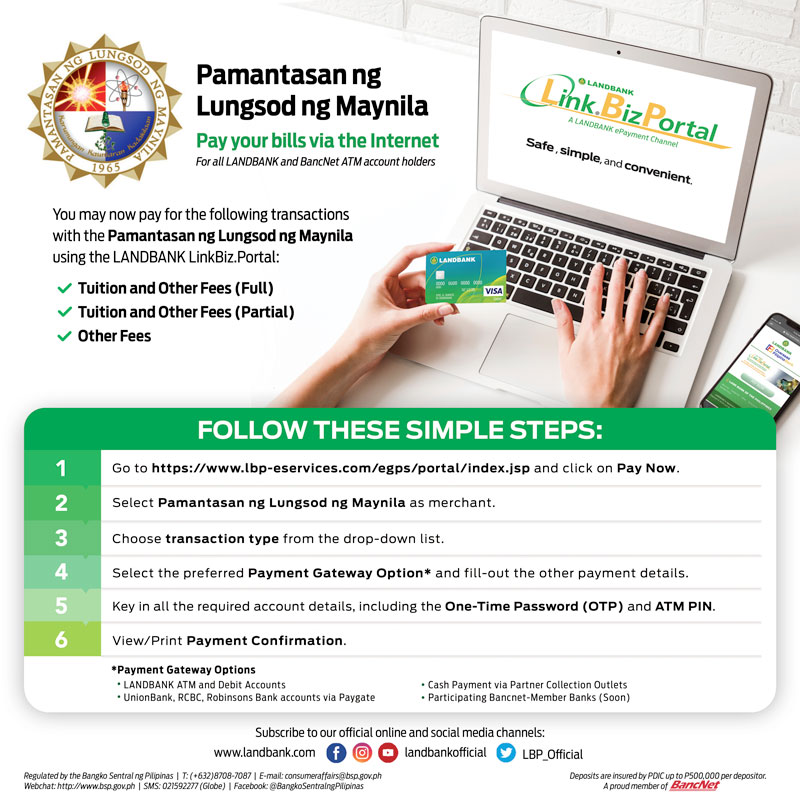 PAMANTASAN NG LUNGSOD NG MAYNILA
Karunungan Kaunlaran Kadakilaan
1965
Pamantasan ng
Lungsod ng Maynila
Pay your bills via the Internet
For all LANDBANK and BancNet ATM account holders
LANDBANK
Link.BizPortal
A LANDBANK ePayment Channel
Safe, simple, and convenient.
You may now pay for the following transactions
with the Pamantasan ng Lungsod ng Maynila
using the LANDBANK LinkBiz.Portal:
Tuition and Other Fees (Full)
Tuition and Other Fees (Partial)
Other Fees
LANDBANK
VISA
LANDBANK
FOLLOW THESE SIMPLE STEPS:
1 Go to https://www.lbp-eservices.com/egps/portal/index.jsp and click on Pay Now.
2 Select Pamantasan ng Lungsod ng Maynila as merchant.
3 Choose transaction type from the drop-down list.
4 Select the preferred Payment Gateway Option* and fill-out the other payment details.
5 Key in all the required account details, including the One-Time Password (OTP) and ATM PIN.
6 View/Print Payment Confirmation.
*Payment Gateway Options
• LANDBANK ATM and Debit Accounts
• UnionBank, RCBC, Robinsons Bank accounts via Paygate
• Cash Payment via Partner Collection Outlets
• Participating Bancnet-Member Banks (Soon)
Subscribe to our official online and social media channels:
www.landbank.com landbankofficial LBP_Official
Regulated by the Bangko Sentral ng Pilipinas | T: (+632)8708-7087 | E-mail: consumeraffairs@bsp.gov.ph
Webchat: http://www.bsp.gov.ph | SMS: 021592277 (Globe) | Facebook: @BangkoSentralngPilipinas
Deposits are insured by PDIC up to P500,000 per depositor.
A proud member of BancNet